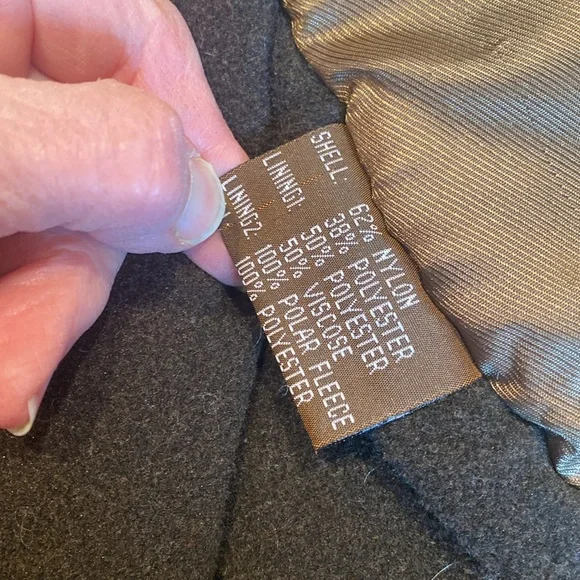 SHELL: 62% NYLON
38% POLYESTER
LINING1: 50% POLYESTER
50% VISCOSE
LINING2: 100% POLAR FLEECE
100% POLYESTER